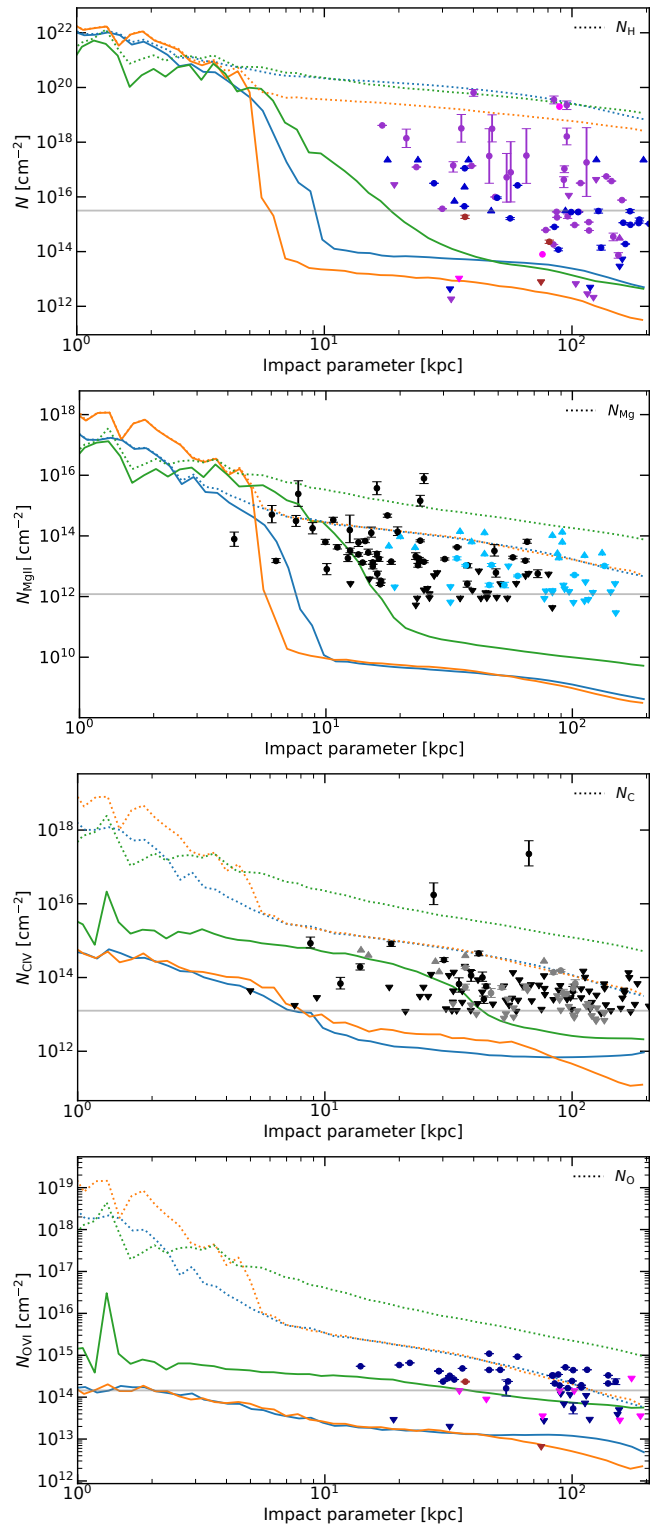 N_H
10^22
10^20
10^18
10^16
10^14
10^12
N [cm^−2]
10^0 10^1 10^2
Impact parameter [kpc]
N_Mg
10^18
10^16
10^14
10^12
10^10
N_MgII [cm^−2]
10^0 10^1 10^2
Impact parameter [kpc]
N_C
10^18
10^16
10^14
10^12
N_CIV [cm^−2]
10^0 10^1 10^2
Impact parameter [kpc]
N_O
10^19
10^18
10^17
10^16
10^15
10^14
10^13
10^12
N_OVI [cm^−2]
10^0 10^1 10^2
Impact parameter [kpc]